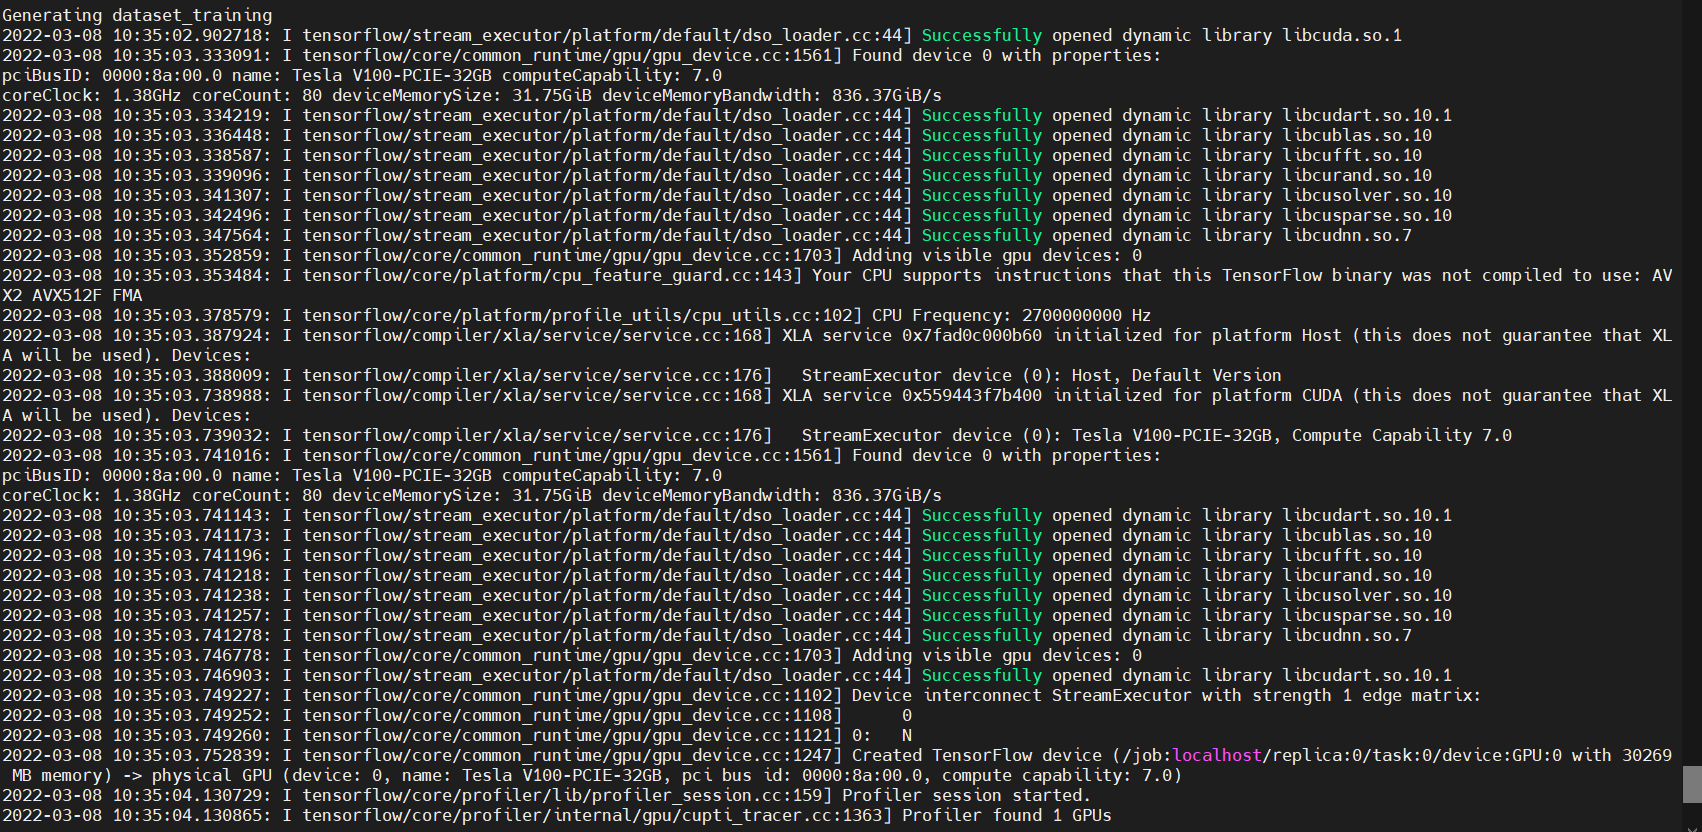 Generating dataset_training
2022-03-08 10:35:02.902718: I tensorflow/stream_executor/platform/default/dso_loader.cc:44] Successfully opened dynamic library libcuda.so.1
2022-03-08 10:35:03.333091: I tensorflow/core/common_runtime/gpu/gpu_device.cc:1561] Found device 0 with properties:
pciBusID: 0000:8a:00.0 name: Tesla V100-PCIE-32GB computeCapability: 7.0
coreClock: 1.38GHz coreCount: 80 deviceMemorySize: 31.75GiB deviceMemoryBandwidth: 836.37GiB/s
2022-03-08 10:35:03.334219: I tensorflow/stream_executor/platform/default/dso_loader.cc:44] Successfully opened dynamic library libcudart.so.10.1
2022-03-08 10:35:03.336448: I tensorflow/stream_executor/platform/default/dso_loader.cc:44] Successfully opened dynamic library libcublas.so.10
2022-03-08 10:35:03.338587: I tensorflow/stream_executor/platform/default/dso_loader.cc:44] Successfully opened dynamic library libcufft.so.10
2022-03-08 10:35:03.339096: I tensorflow/stream_executor/platform/default/dso_loader.cc:44] Successfully opened dynamic library libcurand.so.10
2022-03-08 10:35:03.341307: I tensorflow/stream_executor/platform/default/dso_loader.cc:44] Successfully opened dynamic library libcusolver.so.10
2022-03-08 10:35:03.342496: I tensorflow/stream_executor/platform/default/dso_loader.cc:44] Successfully opened dynamic library libcusparse.so.10
2022-03-08 10:35:03.347564: I tensorflow/stream_executor/platform/default/dso_loader.cc:44] Successfully opened dynamic library libcudnn.so.7
2022-03-08 10:35:03.352859: I tensorflow/core/common_runtime/gpu/gpu_device.cc:1703] Adding visible gpu devices: 0
2022-03-08 10:35:03.353484: I tensorflow/core/platform/cpu_feature_guard.cc:143] Your CPU supports instructions that this TensorFlow binary was not compiled to use: AV
X2 AVX512F FMA
2022-03-08 10:35:03.378579: I tensorflow/core/platform/profile_utils/cpu_utils.cc:102] CPU Frequency: 2700000000 Hz
2022-03-08 10:35:03.387924: I tensorflow/compiler/xla/service/service.cc:168] XLA service 0x7fad0c000b60 initialized for platform Host (this does not guarantee that XL
A will be used). Devices:
2022-03-08 10:35:03.388009: I tensorflow/compiler/xla/service/service.cc:176]   StreamExecutor device (0): Host, Default Version
2022-03-08 10:35:03.738988: I tensorflow/compiler/xla/service/service.cc:168] XLA service 0x559443f7b400 initialized for platform CUDA (this does not guarantee that XL
A will be used). Devices:
2022-03-08 10:35:03.739032: I tensorflow/compiler/xla/service/service.cc:176]   StreamExecutor device (0): Tesla V100-PCIE-32GB, Compute Capability 7.0
2022-03-08 10:35:03.741016: I tensorflow/core/common_runtime/gpu/gpu_device.cc:1561] Found device 0 with properties:
pciBusID: 0000:8a:00.0 name: Tesla V100-PCIE-32GB computeCapability: 7.0
coreClock: 1.38GHz coreCount: 80 deviceMemorySize: 31.75GiB deviceMemoryBandwidth: 836.37GiB/s
2022-03-08 10:35:03.741143: I tensorflow/stream_executor/platform/default/dso_loader.cc:44] Successfully opened dynamic library libcudart.so.10.1
2022-03-08 10:35:03.741173: I tensorflow/stream_executor/platform/default/dso_loader.cc:44] Successfully opened dynamic library libcublas.so.10
2022-03-08 10:35:03.741196: I tensorflow/stream_executor/platform/default/dso_loader.cc:44] Successfully opened dynamic library libcufft.so.10
2022-03-08 10:35:03.741218: I tensorflow/stream_executor/platform/default/dso_loader.cc:44] Successfully opened dynamic library libcurand.so.10
2022-03-08 10:35:03.741238: I tensorflow/stream_executor/platform/default/dso_loader.cc:44] Successfully opened dynamic library libcusolver.so.10
2022-03-08 10:35:03.741257: I tensorflow/stream_executor/platform/default/dso_loader.cc:44] Successfully opened dynamic library libcusparse.so.10
2022-03-08 10:35:03.741278: I tensorflow/stream_executor/platform/default/dso_loader.cc:44] Successfully opened dynamic library libcudnn.so.7
2022-03-08 10:35:03.746778: I tensorflow/core/common_runtime/gpu/gpu_device.cc:1703] Adding visible gpu devices: 0
2022-03-08 10:35:03.746903: I tensorflow/stream_executor/platform/default/dso_loader.cc:44] Successfully opened dynamic library libcudart.so.10.1
2022-03-08 10:35:03.749227: I tensorflow/core/common_runtime/gpu/gpu_device.cc:1102] Device interconnect StreamExecutor with strength 1 edge matrix:
2022-03-08 10:35:03.749252: I tensorflow/core/common_runtime/gpu/gpu_device.cc:1108]      0
2022-03-08 10:35:03.749260: I tensorflow/core/common_runtime/gpu/gpu_device.cc:1121] 0:   N
2022-03-08 10:35:03.752839: I tensorflow/core/common_runtime/gpu/gpu_device.cc:1247] Created TensorFlow device (/job:localhost/replica:0/task:0/device:GPU:0 with 30269
 MB memory) -> physical GPU (device: 0, name: Tesla V100-PCIE-32GB, pci bus id: 0000:8a:00.0, compute capability: 7.0)
2022-03-08 10:35:04.130729: I tensorflow/core/profiler/lib/profiler_session.cc:159] Profiler session started.
2022-03-08 10:35:04.130865: I tensorflow/core/profiler/internal/gpu/cupti_tracer.cc:1363] Profiler found 1 GPUs